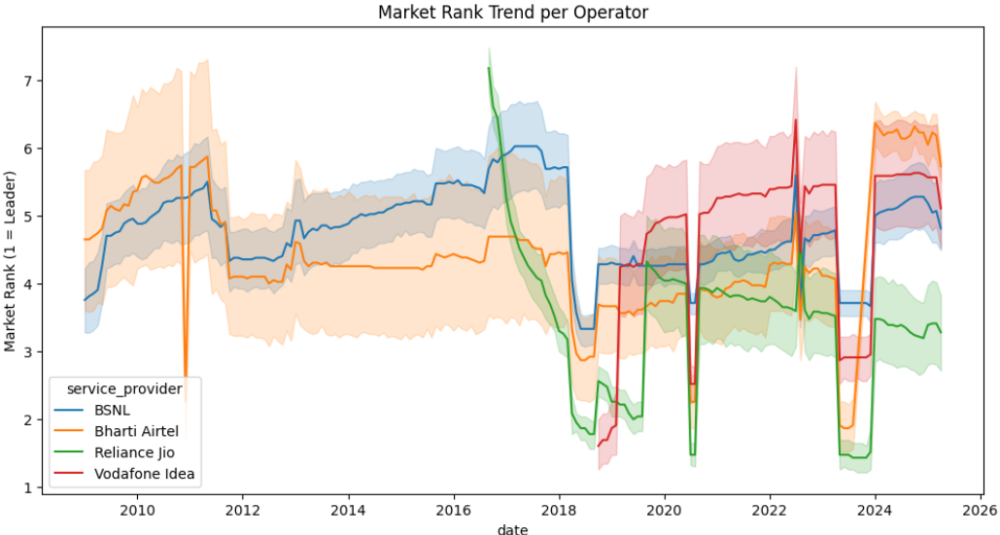 Market Rank Trend per Operator
Market Rank (1 = Leader)
7
6
5
4
3
2
1
service_provider
BSNL
Bharti Airtel
Reliance Jio
Vodafone Idea
2010
2012
2014
2016
2018
2020
2022
2024
2026
date